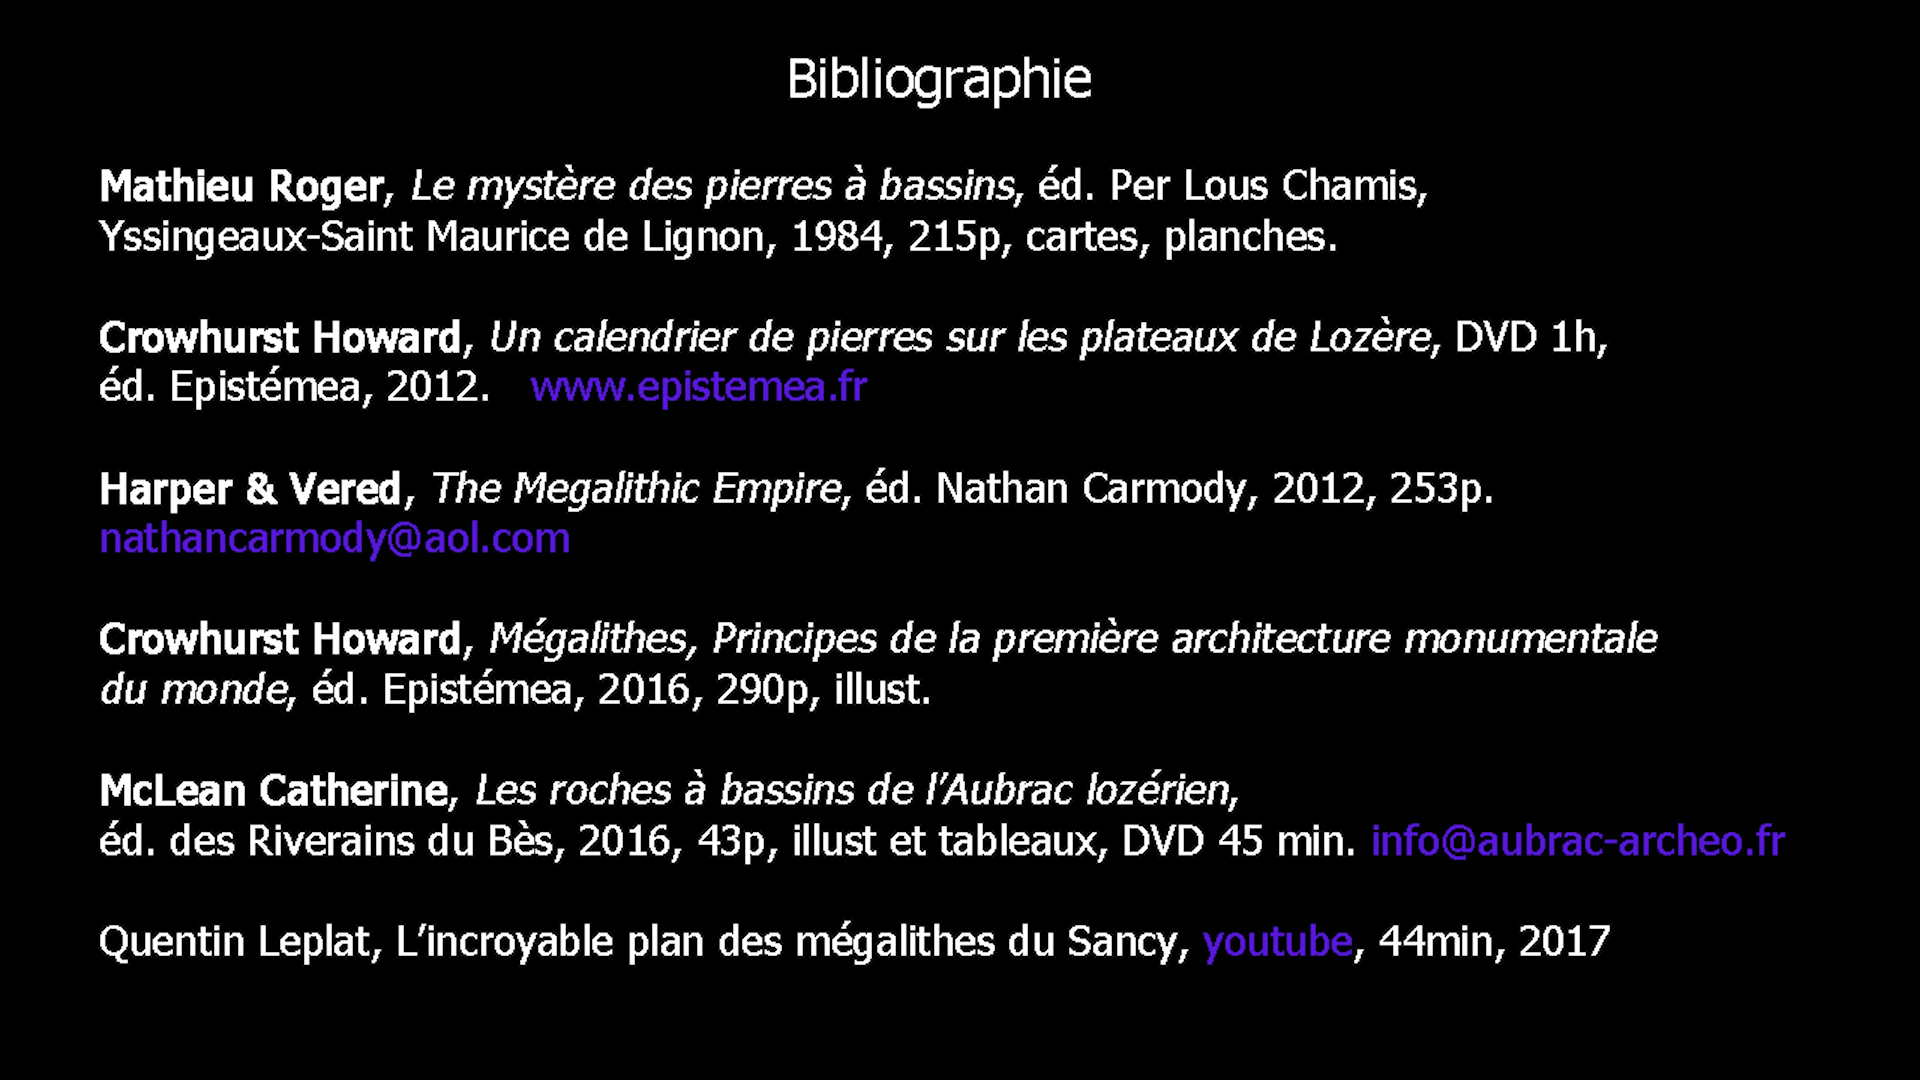 Bibliographie
Mathieu Roger, Le mystère des pierres à bassins, éd. Per Lous Chamis,
Yssingeaux-Saint Maurice de Lignon, 1984, 215p, cartes, planches.
Crowhurst Howard, Un calendrier de pierres sur les plateaux de Lozère, DVD 1h,
éd. Epistémea, 2012. www.epistemea.fr
Harper & Vered, The Megalithic Empire, éd. Nathan Carmody, 2012, 253p.
nathancarmody@aol.com
Crowhurst Howard, Mégalithes, Principes de la première architecture monumentale
du monde, éd. Epistémea, 2016, 290p, illust.
McLean Catherine, Les roches à bassins de l’Aubrac lozérien,
éd. des Riverains du Bès, 2016, 43p, illust et tableaux, DVD 45 min. info@aubrac-archeo.fr
Quentin Leplat, L’incroyable plan des mégalithes du Sancy, youtube, 44min, 2017